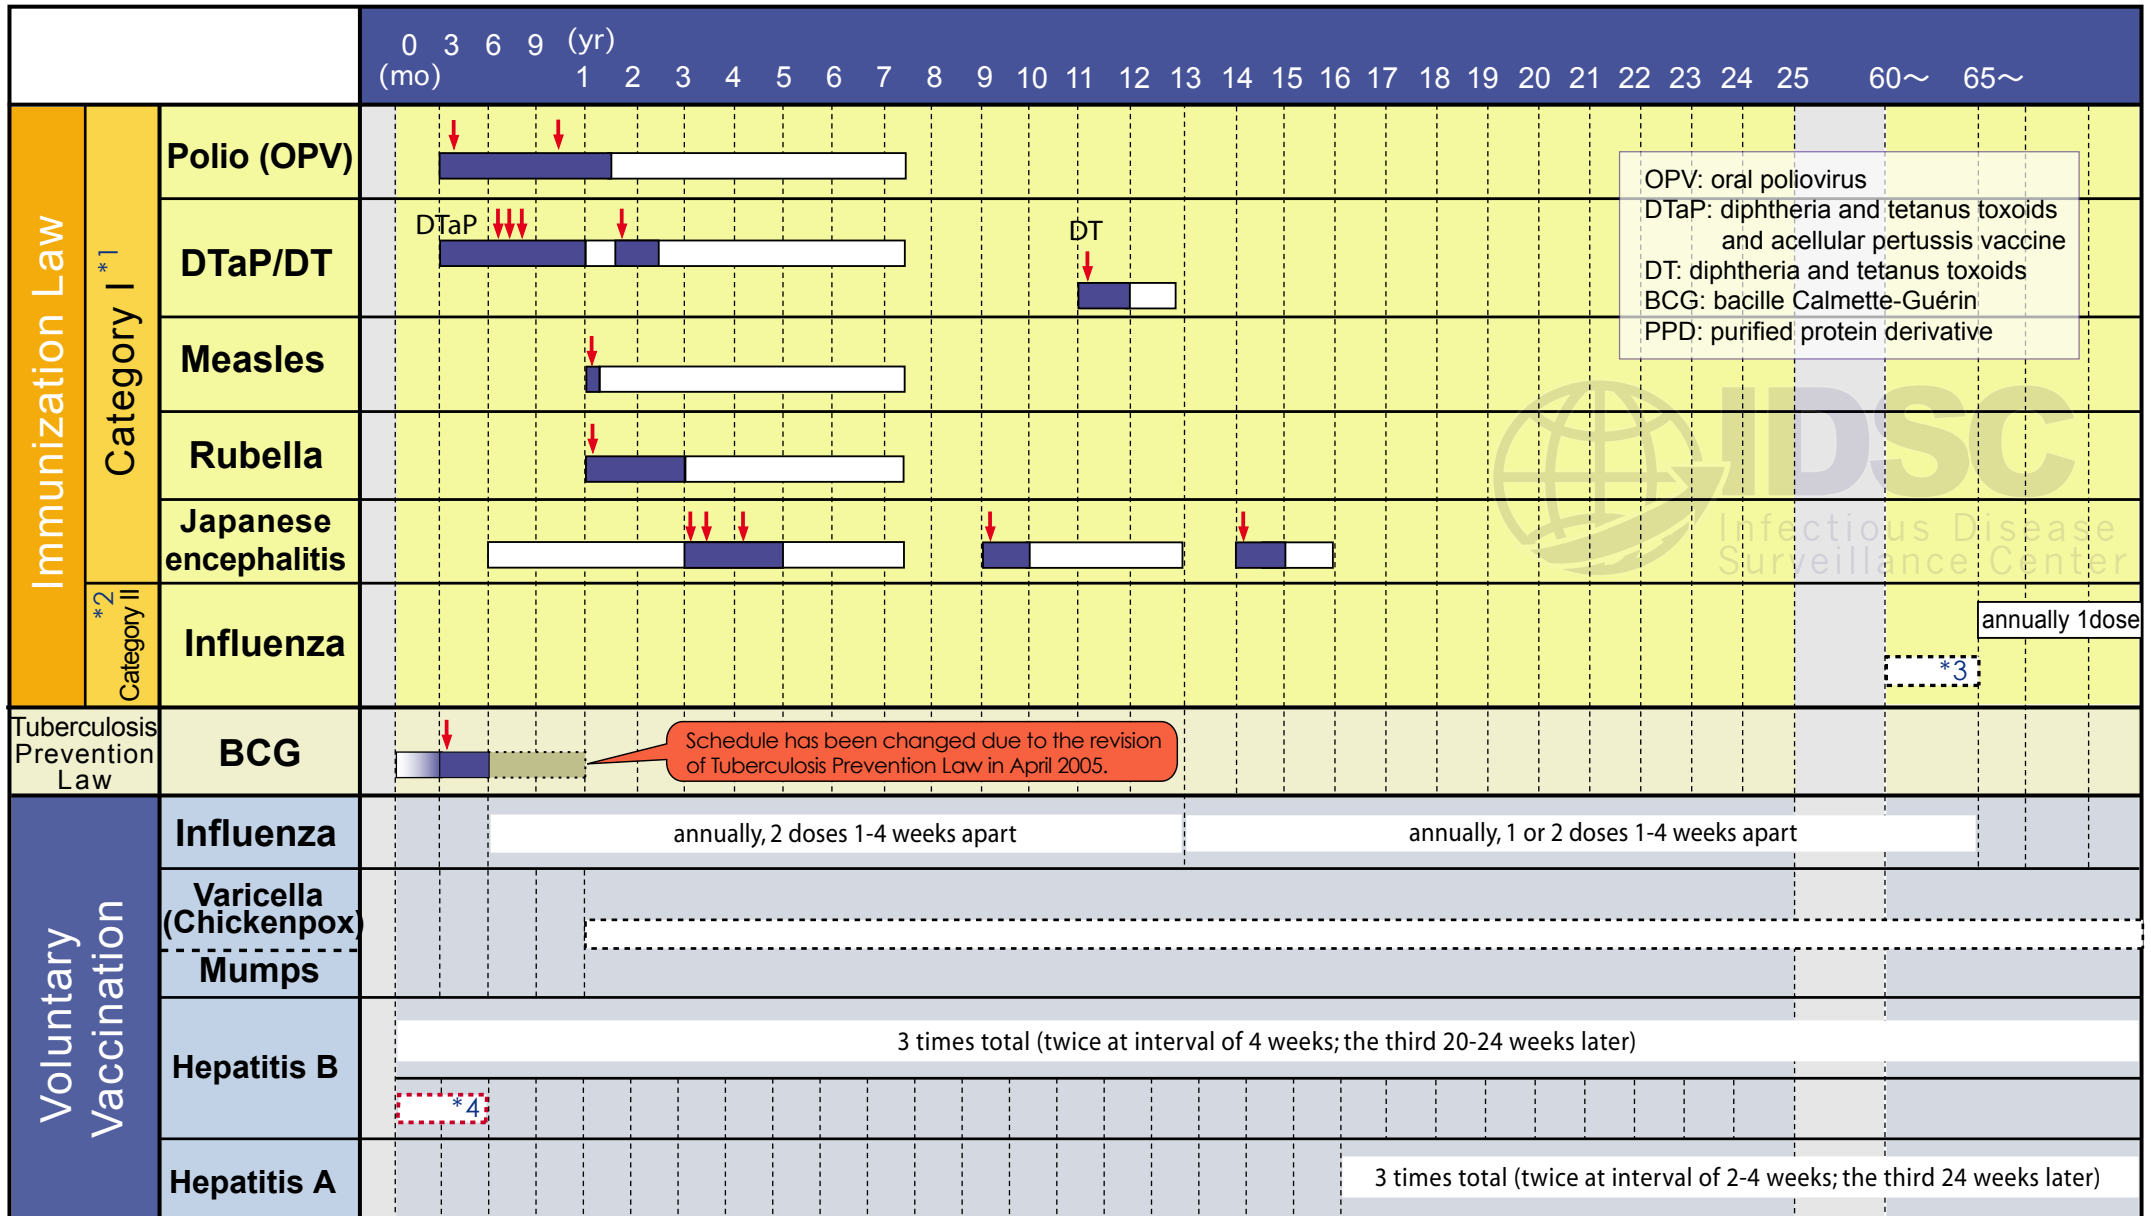 0 3 6 9 (yr)
(mo) 1 2 3 4 5 6 7 8 9 10 11 12 13 14 15 16 17 18 19 20 21 22 23 24 25 60～ 65～
Immunization Law
Category I *1
Polio (OPV)
OPV: oral poliovirus
DTaP: diphtheria and tetanus toxoids
and acellular pertussis vaccine
DT: diphtheria and tetanus toxoids
BCG: bacille Calmette-Guérin
PPD: purified protein derivative
DTaP/DT
DTaP
DT
Measles
Rubella
IDSC
Infectious Disease
Surveillance Center
Japanese
encephalitis
Category II *2
Influenza
annually 1dose
*3
Tuberculosis
Prevention
Law
BCG
Schedule has been changed due to the revision
of Tuberculosis Prevention Law in April 2005.
Voluntary
Vaccination
Influenza
annually, 2 doses 1-4 weeks apart
annually, 1 or 2 doses 1-4 weeks apart
Varicella
(Chickenpox)
Mumps
Hepatitis B
3 times total (twice at interval of 4 weeks; the third 20-24 weeks later)
*4
Hepatitis A
3 times total (twice at interval of 2-4 weeks; the third 24 weeks later)